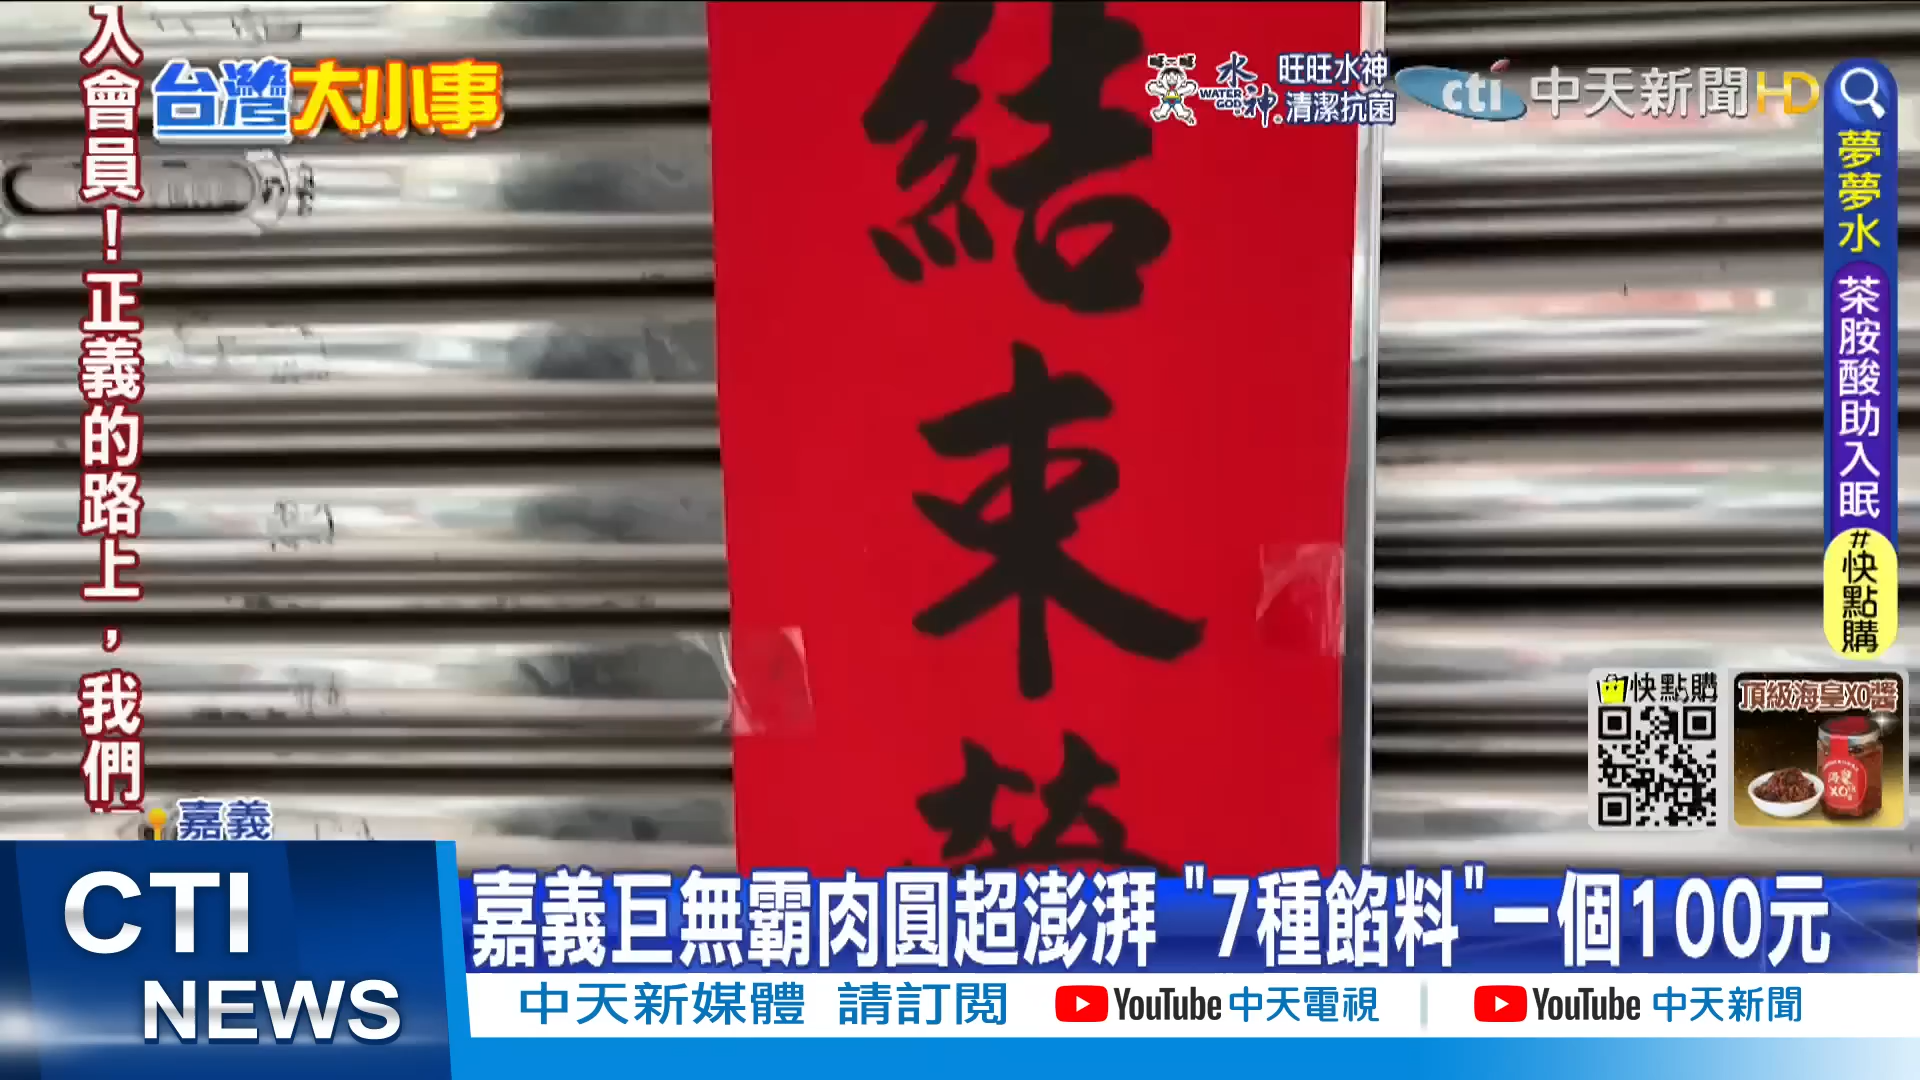 入會員！正義的路上，我們
台灣大小事
結束營
水神
WATER GOD
旺旺水神
清潔抗菌
cti 中天新聞HD
夢夢水
茶胺酸助入眠
#快點購
快點購
頂級海皇XO醬
嘉義
CTI NEWS
嘉義巨無霸肉圓超澎湃 "7種餡料"一個100元
中天新媒體 請訂閱 YouTube 中天電視 | YouTube 中天新聞